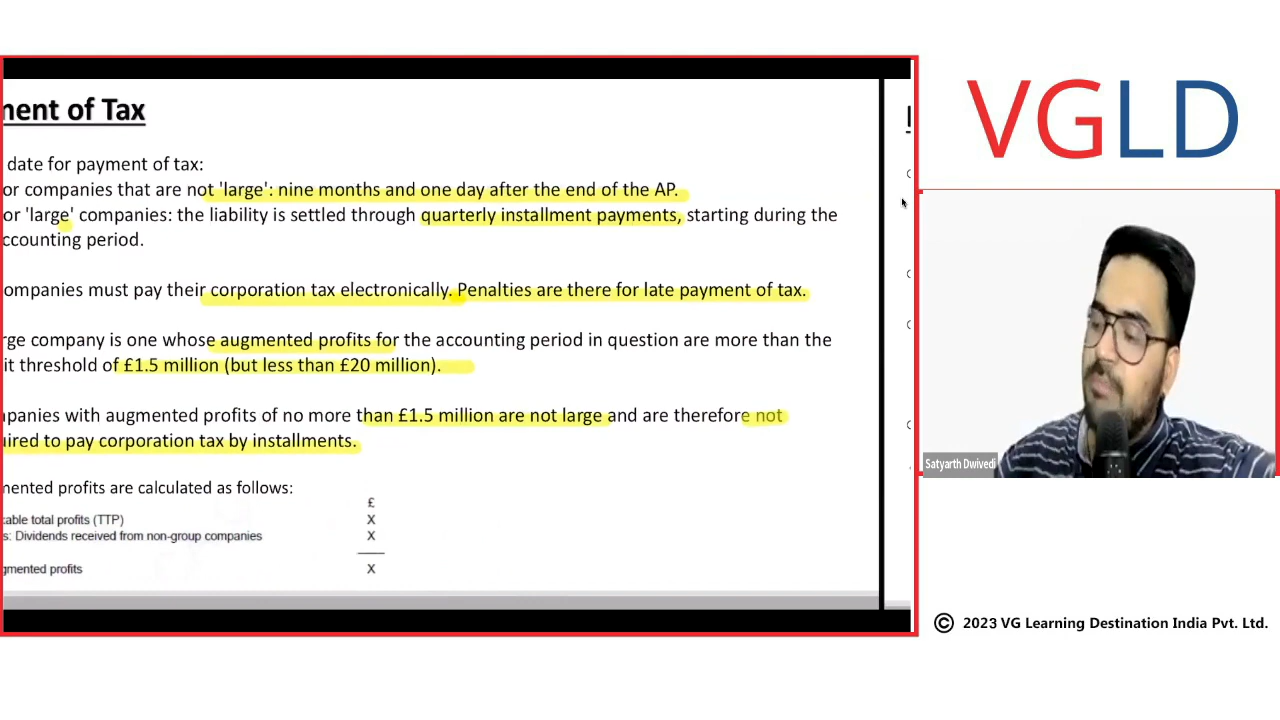 ment of Tax
date for payment of tax:
or companies that are not 'large': nine months and one day after the end of the AP.
or 'large' companies: the liability is settled through quarterly installment payments, starting during the
ccounting period.
ompanies must pay their corporation tax electronically. Penalties are there for late payment of tax.
rge company is one whose augmented profits for the accounting period in question are more than the
it threshold of £1.5 million (but less than £20 million).
panies with augmented profits of no more than £1.5 million are not large and are therefore not
uired to pay corporation tax by installments.
mented profits are calculated as follows:
£
able total profits (TTP) X
s: Dividends received from non-group companies X
gmented profits X
VGLD
Satyarth Dwivedi
© 2023 VG Learning Destination India Pvt. Ltd.